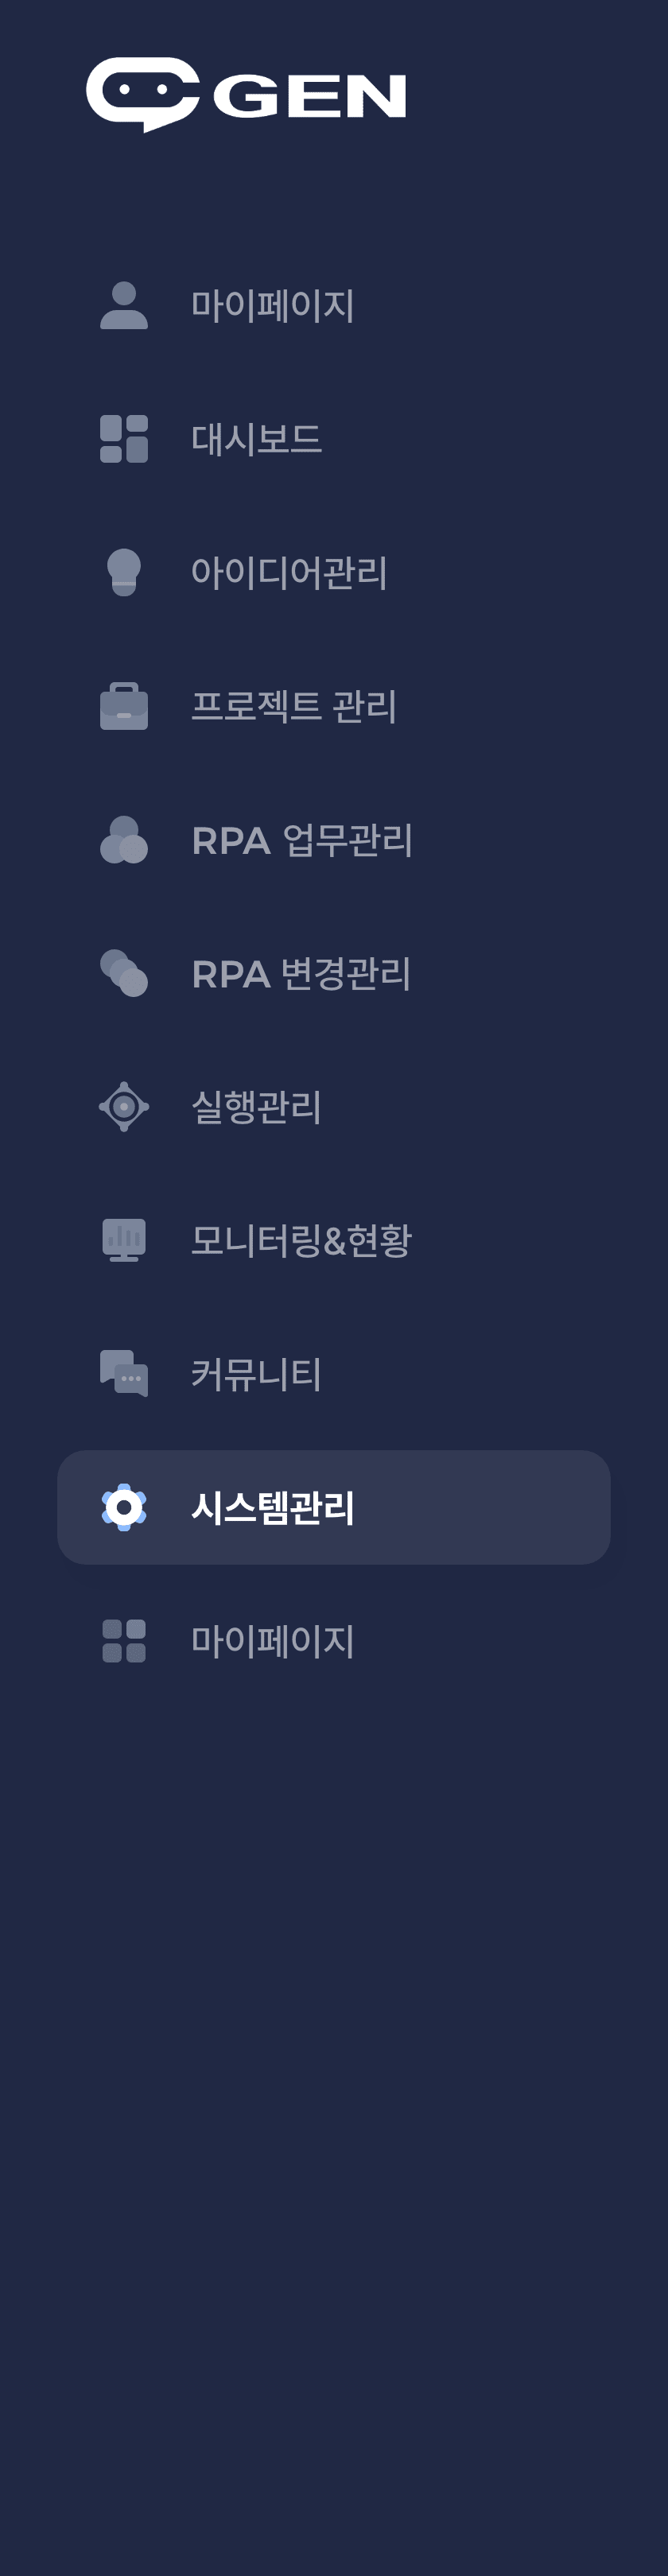 GEN
마이페이지
대시보드
아이디어관리
프로젝트 관리
RPA 업무관리
RPA 변경관리
실행관리
모니터링&현황
커뮤니티
시스템관리
마이페이지